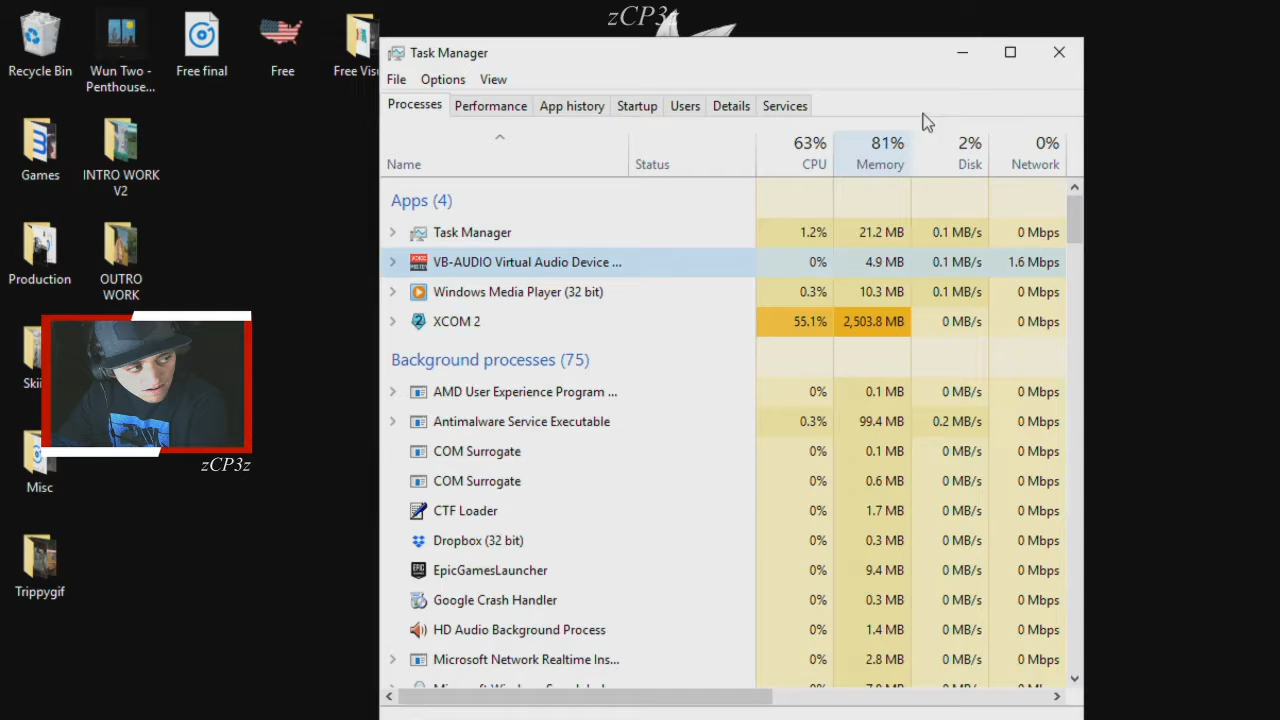 zCP3z
Recycle Bin
Wun Two -
Penthouse...
Free final
Free
Free Visu
Games
INTRO WORK
V2
Production
OUTRO
WORK
Skii
zCP3z
Misc
Trippygif
Task Manager
File Options View
Processes Performance App history Startup Users Details Services
63% 81% 2% 0%
Name Status CPU Memory Disk Network
Apps (4)
Task Manager 1.2% 21.2 MB 0.1 MB/s 0 Mbps
VB-AUDIO Virtual Audio Device ... 0% 4.9 MB 0.1 MB/s 1.6 Mbps
Windows Media Player (32 bit) 0.3% 10.3 MB 0.1 MB/s 0 Mbps
XCOM 2 55.1% 2,503.8 MB 0 MB/s 0 Mbps
Background processes (75)
AMD User Experience Program ... 0% 0.1 MB 0 MB/s 0 Mbps
Antimalware Service Executable 0.3% 99.4 MB 0.2 MB/s 0 Mbps
COM Surrogate 0% 0.1 MB 0 MB/s 0 Mbps
COM Surrogate 0% 0.6 MB 0 MB/s 0 Mbps
CTF Loader 0% 1.7 MB 0 MB/s 0 Mbps
Dropbox (32 bit) 0% 0.3 MB 0 MB/s 0 Mbps
EpicGamesLauncher 0% 9.4 MB 0 MB/s 0 Mbps
Google Crash Handler 0% 0.3 MB 0 MB/s 0 Mbps
HD Audio Background Process 0% 1.4 MB 0 MB/s 0 Mbps
Microsoft Network Realtime Ins... 0% 2.8 MB 0 MB/s 0 Mbps